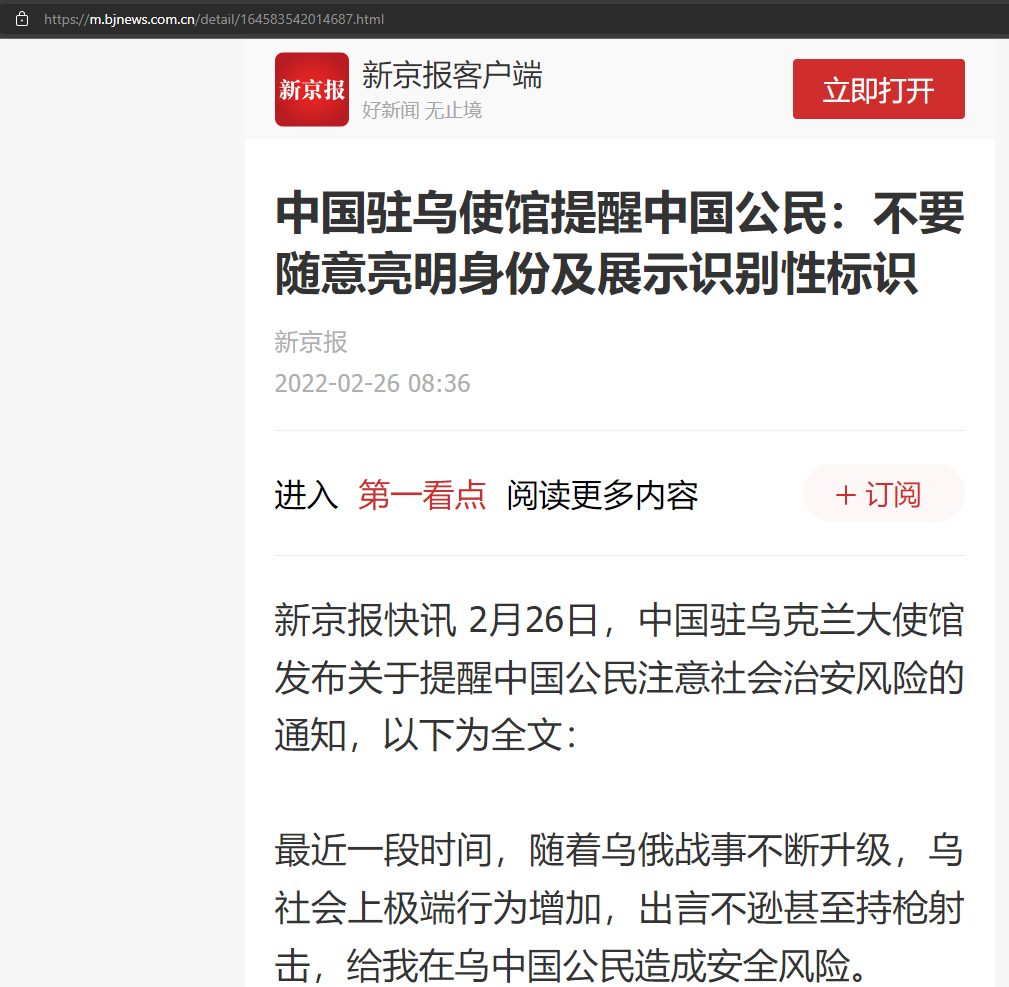 https://m.bjnews.com.cn/detail/164583542014687.html
新京报
新京报客户端
好新闻 无止境
立即打开
中国驻乌使馆提醒中国公民：不要
随意亮明身份及展示识别性标识
新京报
2022-02-26 08:36
进入 第一看点 阅读更多内容
+ 订阅
新京报快讯 2月26日，中国驻乌克兰大使馆
发布关于提醒中国公民注意社会治安风险的
通知，以下为全文：
最近一段时间，随着乌俄战事不断升级，乌
社会上极端行为增加，出言不逊甚至持枪射
击，给我在乌中国公民造成安全风险。